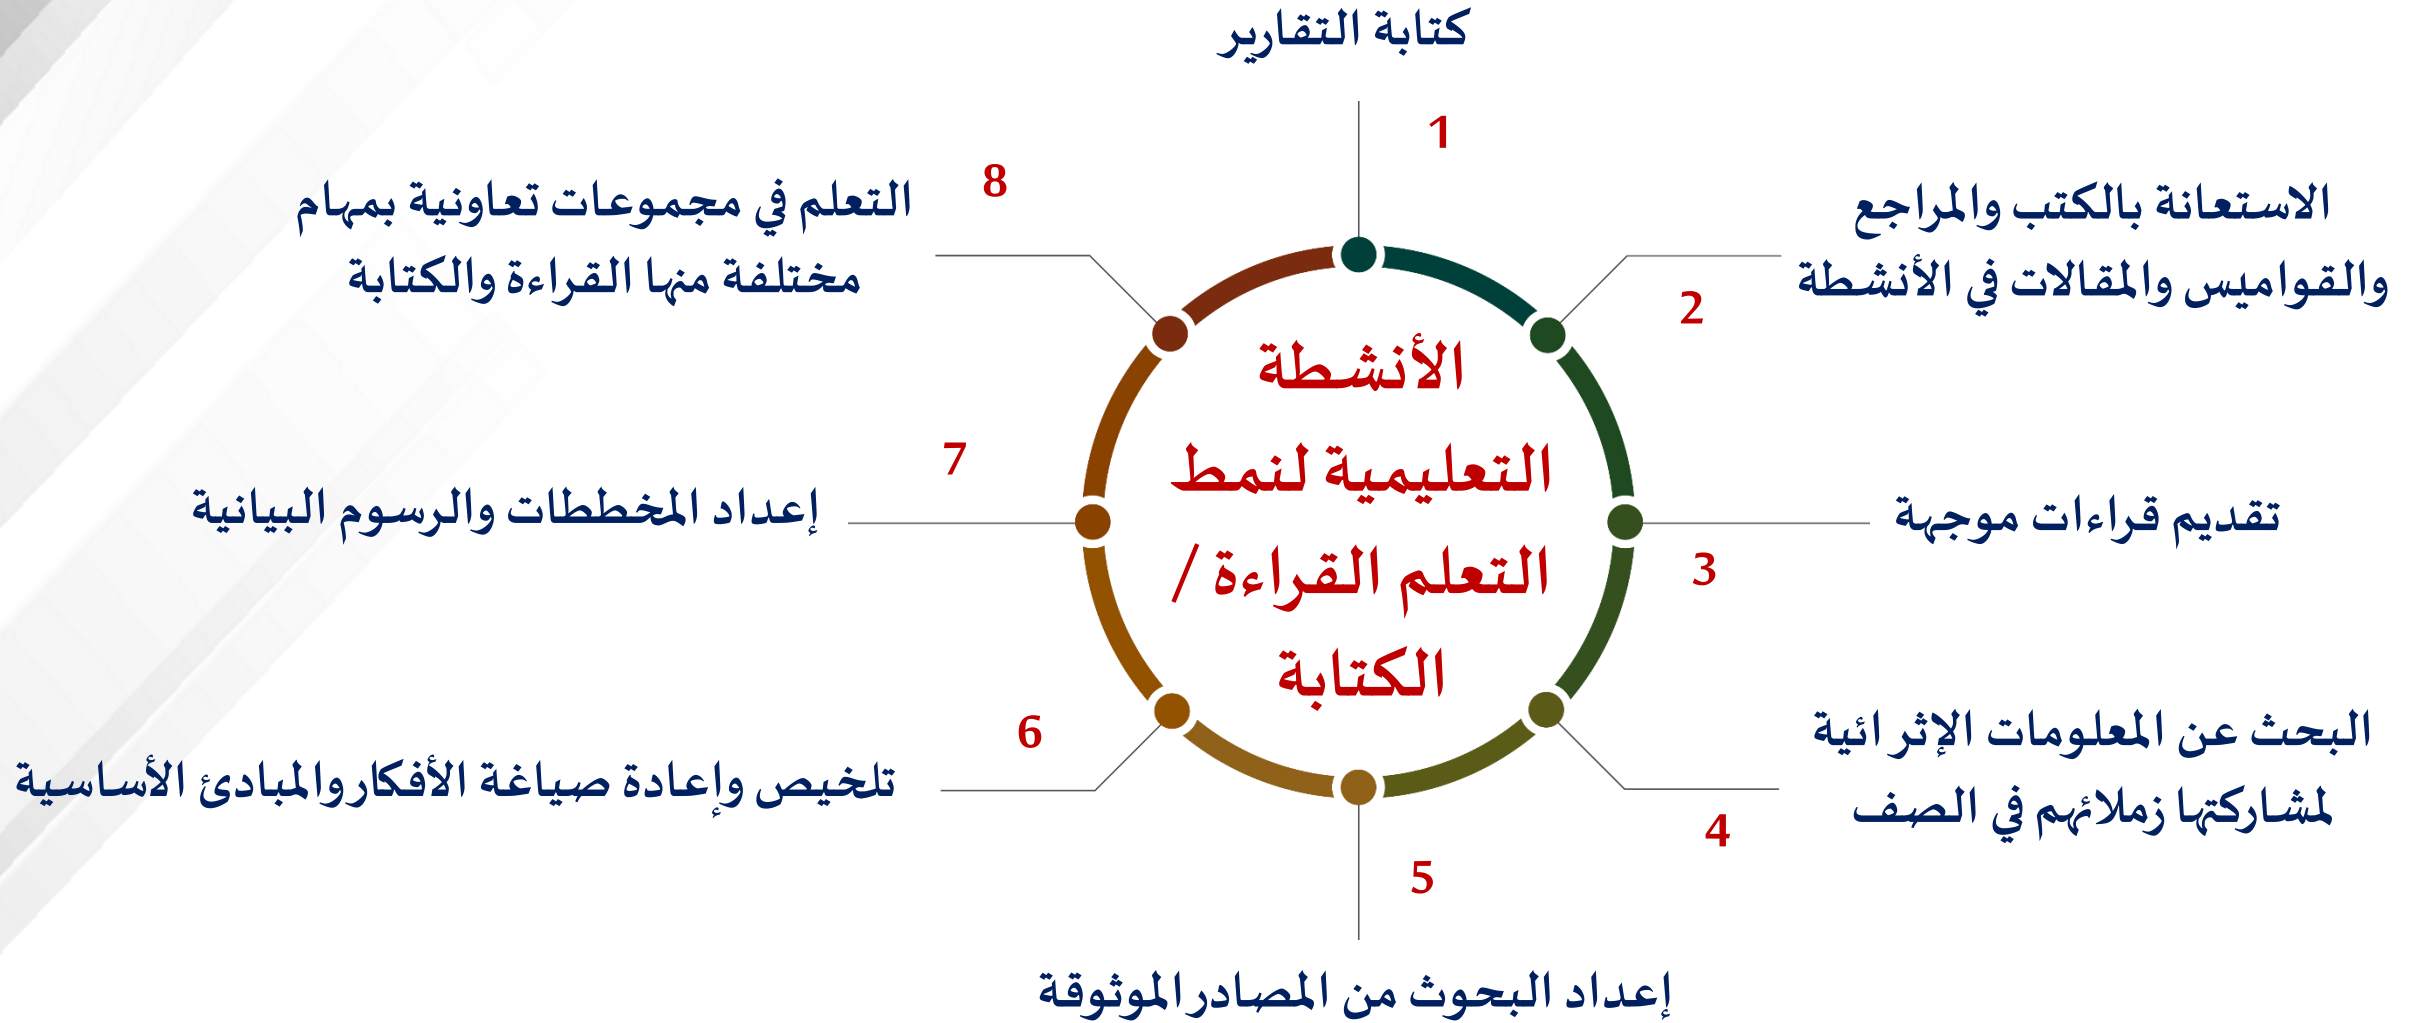 الأنشطة
التعليمية لنمط
التعلم القراءة /
الكتابة
1
كتابة التقارير
2
الاستعانة بالكتب والمراجع
والقواميس والمقالات في الأنشطة
3
تقديم قراءات موجهة
4
البحث عن المعلومات الإثرائية
لمشاركتها زملائهم في الصف
5
إعداد البحوث من المصادر الموثوقة
6
تلخيص وإعادة صياغة الأفكار والمبادئ الأساسية
7
إعداد المخططات والرسوم البيانية
8
التعلم في مجموعات تعاونية بمهام
مختلفة منها القراءة والكتابة